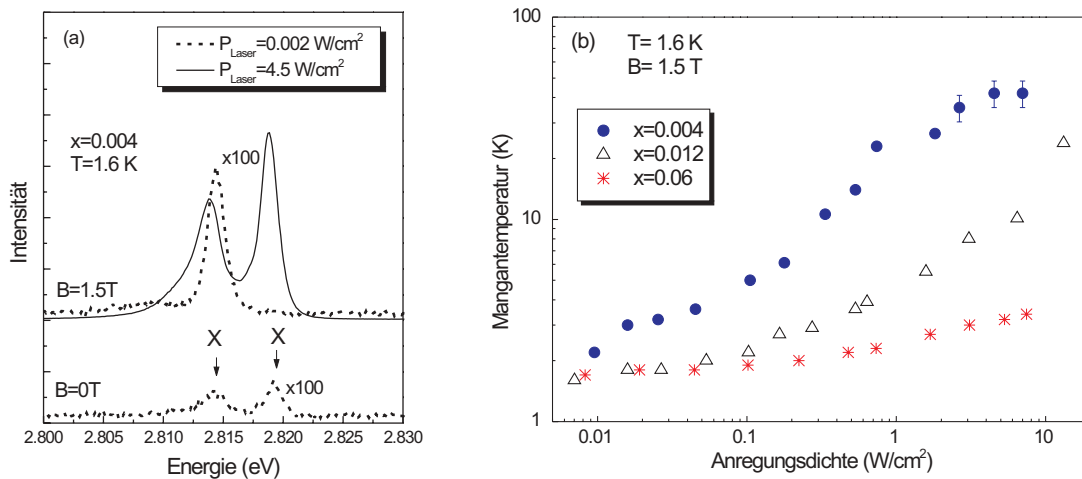 (a)
P_Laser=0.002 W/cm²
P_Laser=4.5 W/cm²
x=0.004
T=1.6 K
x100
B=1.5T
X
X
B=0T
x100
Intensität
2.800 2.805 2.810 2.815 2.820 2.825 2.830
Energie (eV)
(b)
T= 1.6 K
B= 1.5 T
x=0.004
x=0.012
x=0.06
Mangantemperatur (K)
100
10
1
0.01 0.1 1 10
Anregungsdichte (W/cm²)